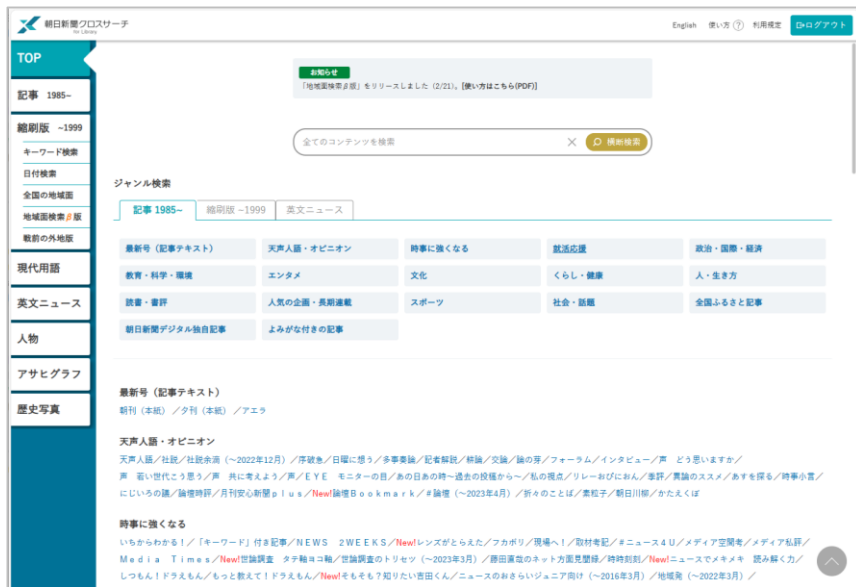 朝日新聞クロスサーチ
for Library
English 使い方 ? 利用規定 ログアウト
TOP
記事 1985~
縮刷版 ~1999
キーワード検索
日付検索
全国の地域面
地域面検索β版
戦前の外地版
現代用語
英文ニュース
人物
アサヒグラフ
歴史写真
お知らせ
「地域面検索β版」をリリースしました (2/21)。[使い方はこちら(PDF)]
全てのコンテンツを検索 横断検索
ジャンル検索
記事 1985~ 縮刷版 ~1999 英文ニュース
最新号(記事テキスト) 天声人語・オピニオン 時事に強くなる 就活応援 政治・国際・経済
教育・科学・環境 エンタメ 文化 くらし・健康 人・生き方
読書・書評 人気の企画・長期連載 スポーツ 社会・話題 全国ふるさと記事
朝日新聞デジタル独自記事 よみがな付きの記事
最新号(記事テキスト)
朝刊(本紙) /夕刊(本紙) /アエラ
天声人語・オピニオン
天声人語/社説/社説余滴(~2022年12月)/序破急/日曜に想う/多事奏論/記者解説/耕論/交論/論の芽/フォーラム/インタビュー/声 どう思いますか/
声 若い世代こう思う/声 共に考えよう/声/EYE モニターの目/あの日あの時~過去の投稿から~/私の視点/リレーおぴにおん/季評/異論のススメ/あすを探る/時事小言/
にじいろの議/論壇時評/月刊安心新聞plus/New!論壇Bookmark/#論壇(~2023年4月)/折々のことば/素粒子/朝日川柳/かたえくぼ
時事に強くなる
いちからわかる!/「キーワード」付き記事/NEWS 2WEEKS/New!レンズがとらえた/フカボリ/現場へ!/取材考記/#ニュース4U/メディア空間考/メディア私評/
Media Times/New!世論調査 タテ軸ヨコ軸/世論調査のトリセツ(~2023年3月)/藤田直哉のネット方面見聞録/時時刻刻/New!ニュースでメキメキ 読み解く力/
しつもん!ドラえもん/もっと教えて!ドラえもん/New!そもそも?知りたい吉田くん/ニュースのおさらいジュニア向け(~2016年3月)/地域発(~2022年3月)/